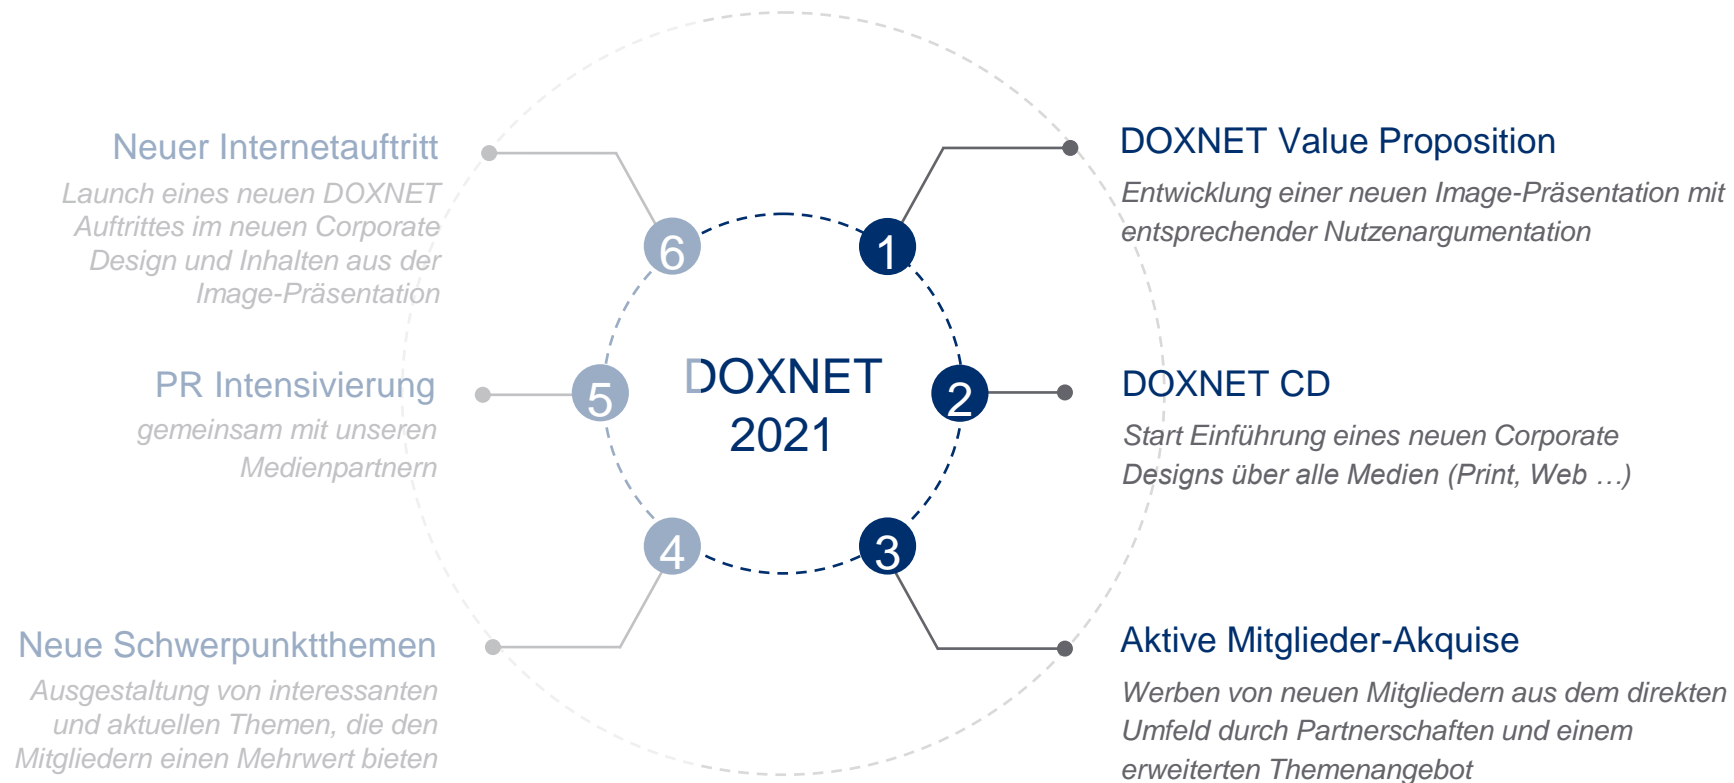 DOXNET
2021
1
DOXNET Value Proposition
Entwicklung einer neuen Image-Präsentation mit
entsprechender Nutzenargumentation
2
DOXNET CD
Start Einführung eines neuen Corporate
Designs über alle Medien (Print, Web …)
3
Aktive Mitglieder-Akquise
Werben von neuen Mitgliedern aus dem direkten
Umfeld durch Partnerschaften und einem
erweiterten Themenangebot
4
Neue Schwerpunktthemen
Ausgestaltung von interessanten
und aktuellen Themen, die den
Mitgliedern einen Mehrwert bieten
5
PR Intensivierung
gemeinsam mit unseren
Medienpartnern
6
Neuer Internetauftritt
Launch eines neuen DOXNET
Auftrittes im neuen Corporate
Design und Inhalten aus der
Image-Präsentation